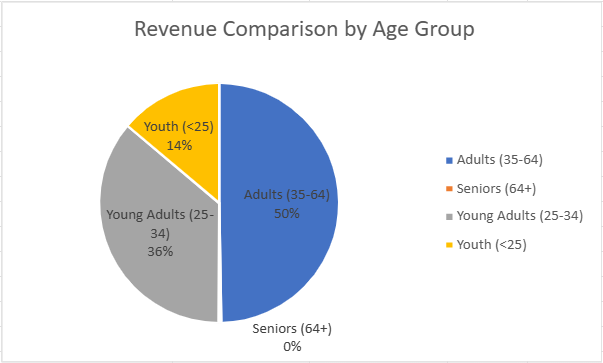 Revenue Comparison by Age Group
Youth (<25)
14%
Adults (35-64)
50%
Young Adults (25-
34)
36%
Seniors (64+)
0%
Adults (35-64)
Seniors (64+)
Young Adults (25-34)
Youth (<25)